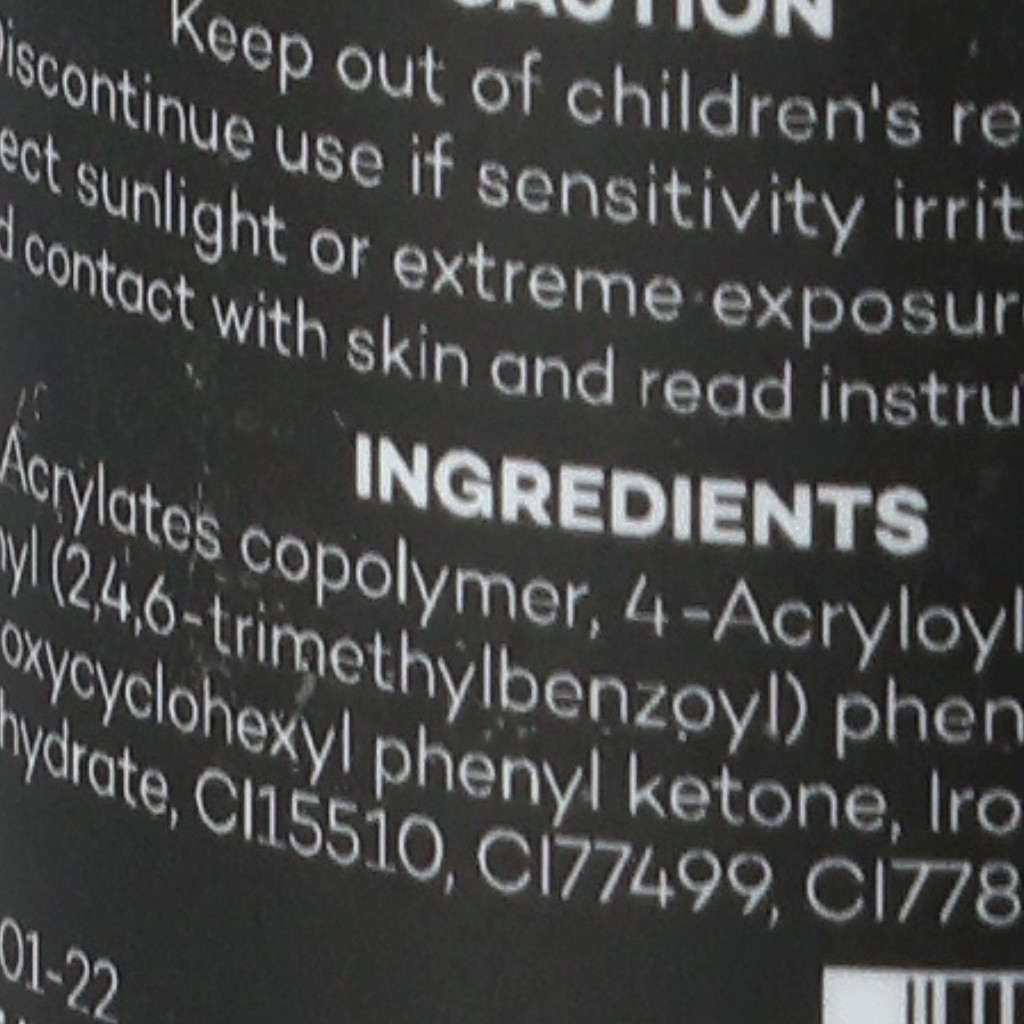 CAUTION
Keep out of children's re
Discontinue use if sensitivity irrit
ect sunlight or extreme exposur
d contact with skin and read instru
INGREDIENTS
Acrylates copolymer, 4-Acryloyl
yl (2,4,6-trimethylbenzoyl) phen
oxycyclohexyl phenyl ketone, Iro
hydrate, CI15510, CI77499, CI778
01-22